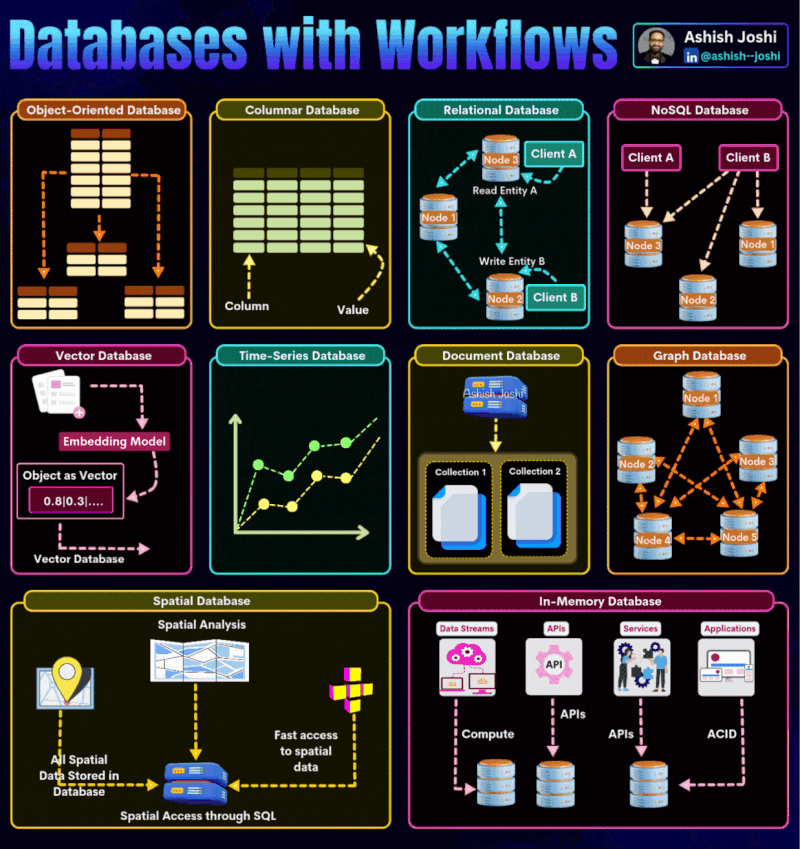 Databases with Workflows
Ashish Joshi
in @ashish--joshi
Object-Oriented Database
Columnar Database
Column
Value
Relational Database
Node 3
Client A
Read Entity A
Node 1
Write Entity B
Node 2
Client B
NoSQL Database
Client A
Client B
Node 3
Node 1
Node 2
Vector Database
Embedding Model
Object as Vector
0.8|0.3|....
Vector Database
Time-Series Database
Document Database
Ashish Joshi
Collection 1
Collection 2
Graph Database
Node 1
Node 2
Node 3
Node 4
Node 5
Spatial Database
Spatial Analysis
All Spatial
Data Stored in
Database
Fast access
to spatial
data
Spatial Access through SQL
In-Memory Database
Data Streams
APIs
Services
Applications
API
Compute
APIs
APIs
ACID